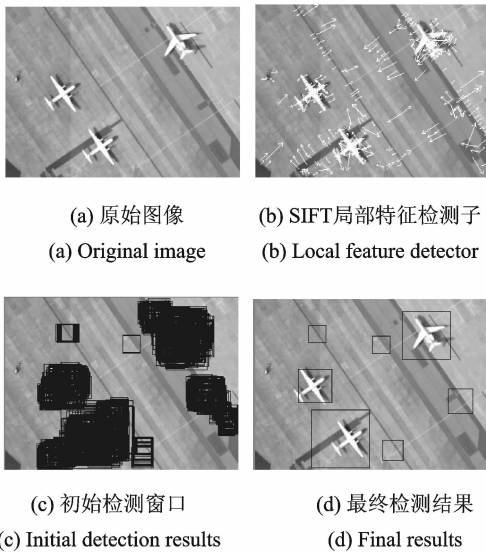 (a) 原始图像
(a) Original image
(b) SIFT局部特征检测子
(b) Local feature detector
(c) 初始检测窗口
(c) Initial detection results
(d) 最终检测结果
(d) Final results